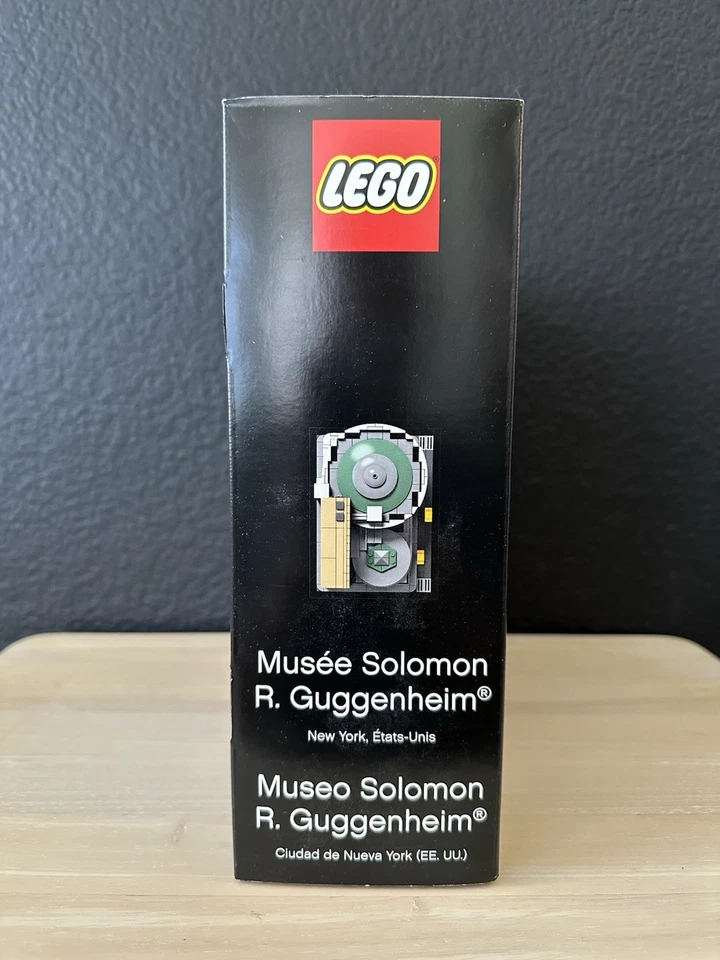 LEGO®
Musée Solomon
R. Guggenheim®
New York, États-Unis
Museo Solomon
R. Guggenheim®
Ciudad de Nueva York (EE. UU.)